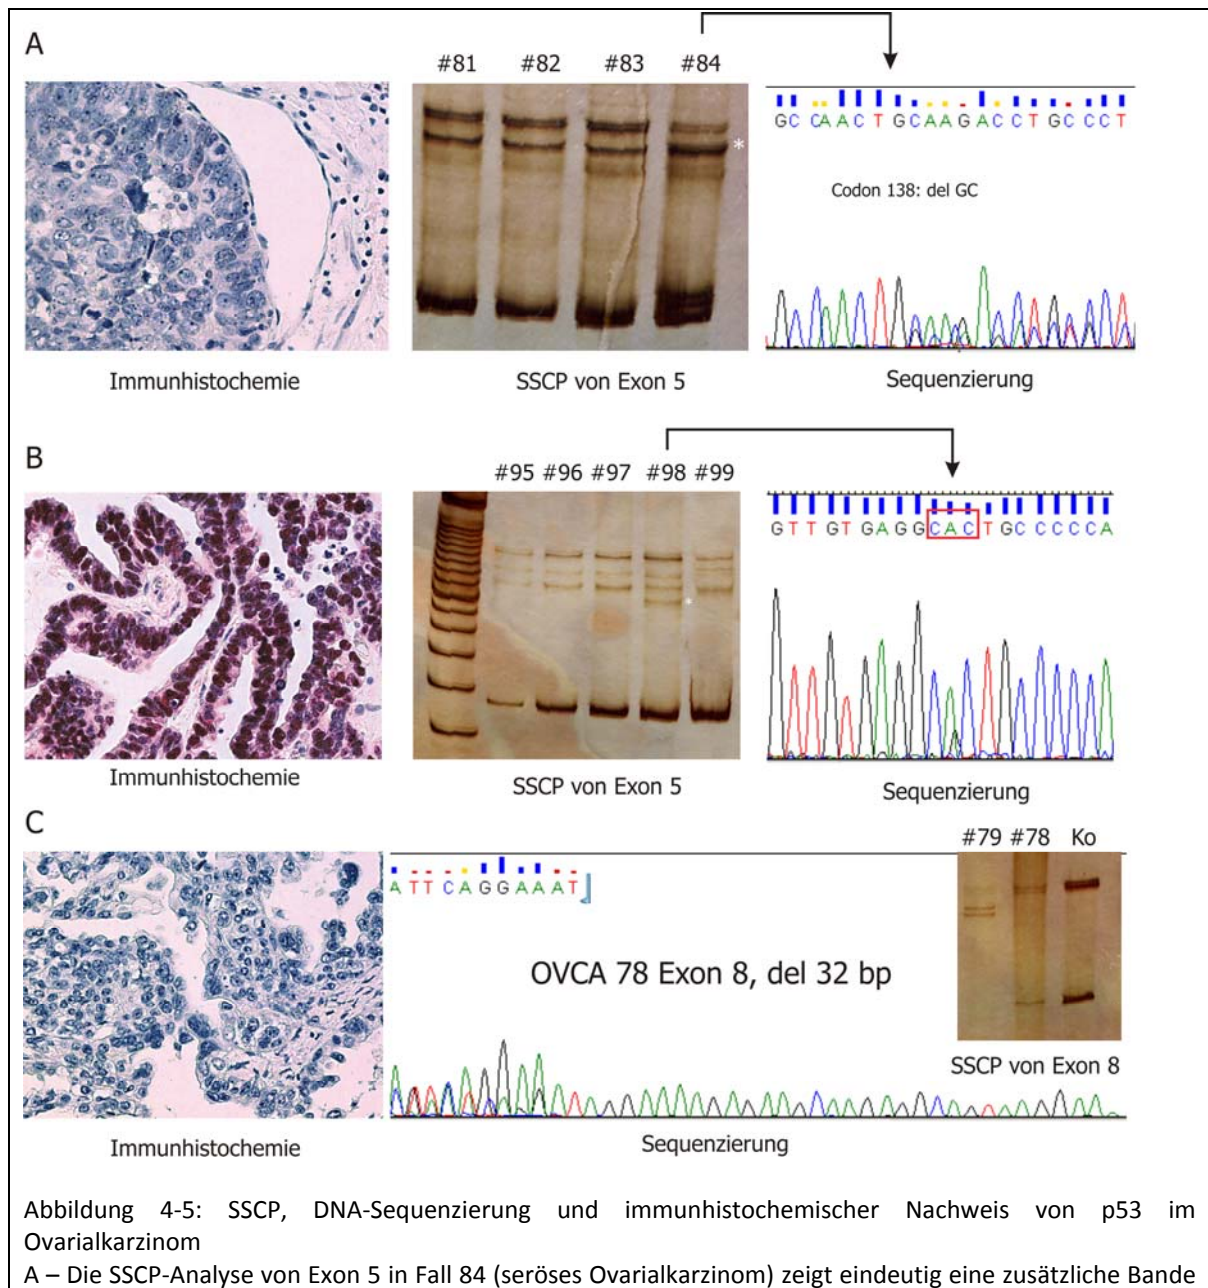 A
#81 #82 #83 #84
GCCAACTGCAAGACCTGCCCT
Codon 138: del GC
*
Immunhistochemie
SSCP von Exon 5
Sequenzierung
B
#95 #96 #97 #98 #99
GTTGTGAGGCACTGCCCCCA
*
Immunhistochemie
SSCP von Exon 5
Sequenzierung
C
#79 #78 Ko
ATTCAGGAAAT
OVCA 78 Exon 8, del 32 bp
SSCP von Exon 8
Immunhistochemie
Sequenzierung
Abbildung 4-5: SSCP, DNA-Sequenzierung und immunhistochemischer Nachweis von p53 im
Ovarialkarzinom
A – Die SSCP-Analyse von Exon 5 in Fall 84 (seröses Ovarialkarzinom) zeigt eindeutig eine zusätzliche Bande